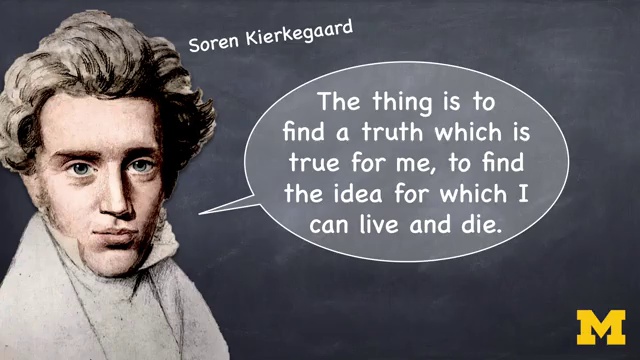 Soren Kierkegaard
The thing is to
find a truth which is
true for me, to find
the idea for which I
can live and die.
M